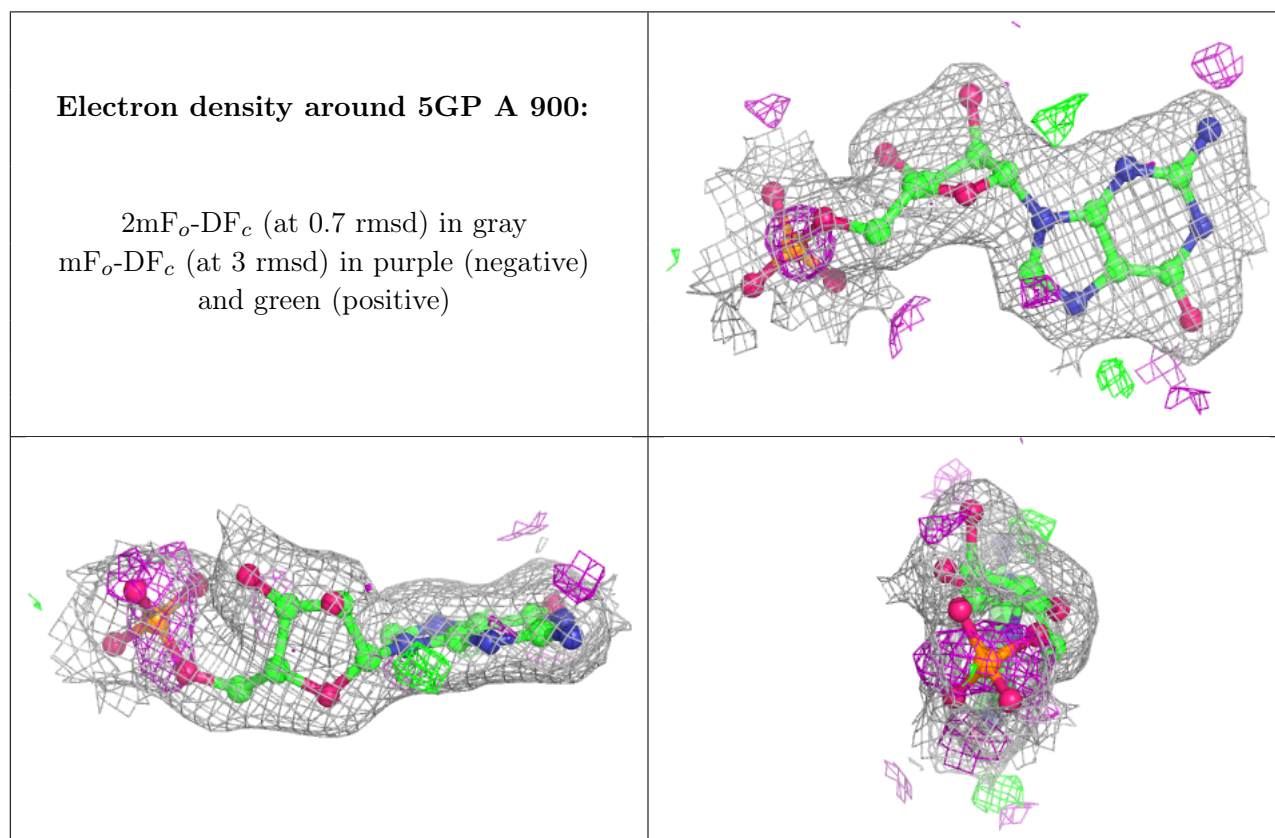 Electron density around 5GP A 900:
2mFo-DFc (at 0.7 rmsd) in gray
mFo-DFc (at 3 rmsd) in purple (negative)
and green (positive)